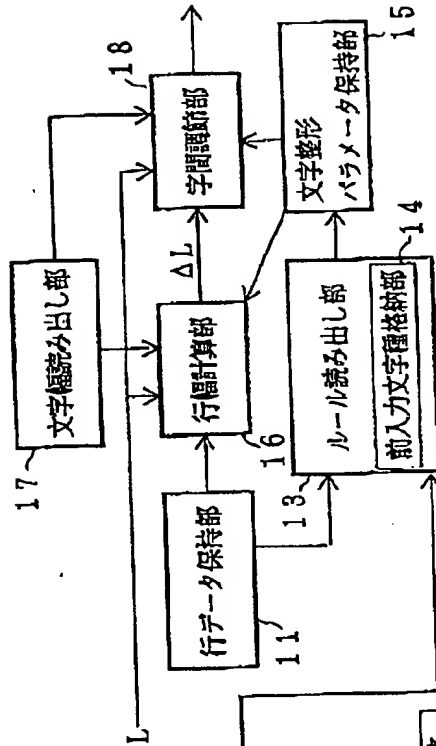 17
文字幅読み出し部
18
字間調節部
L
ΔL
行幅計算部
16
行データ保持部
11
文字整形
パラメータ保持部
15
13
ルール読み出し部
前入力文字種格納部
14